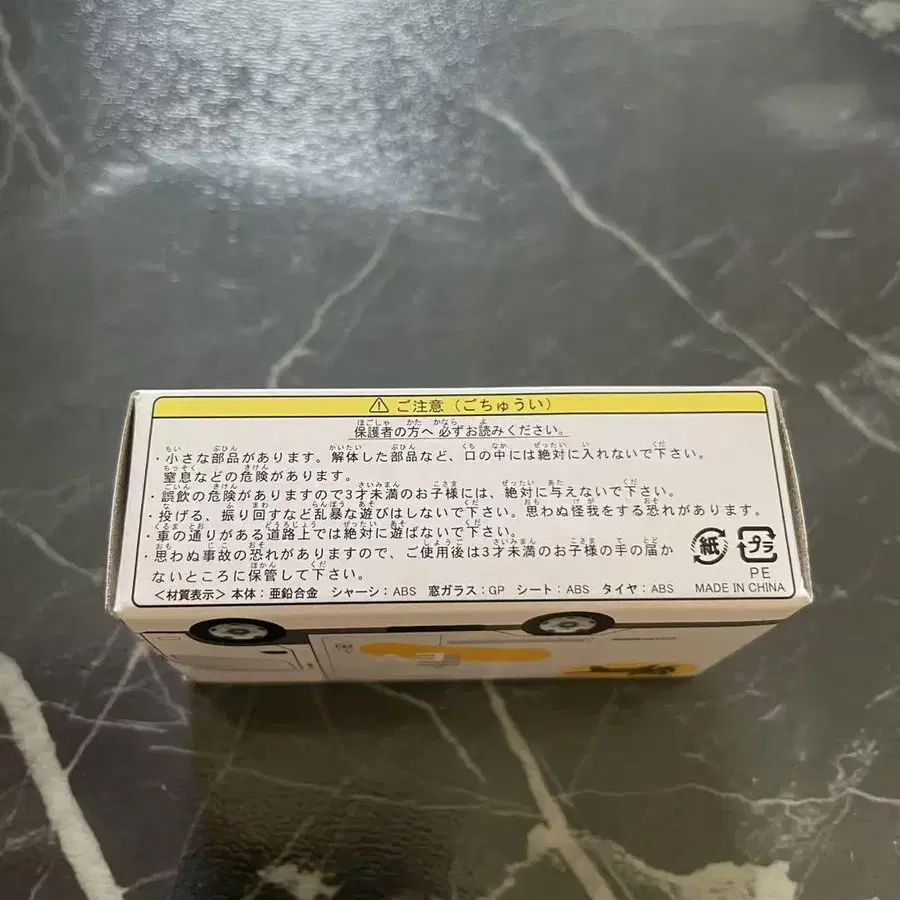 ⚠ ご注意（ごちゅうい）
保護者の方へ 必ずお読みください。
・小さな部品があります。解体した部品など、口の中には絶対に入れないで下さい。
窒息などの危険があります。
・誤飲の危険がありますので3才未満のお子様には、絶対に与えないで下さい。
・投げる、振り回すなど乱暴な遊びはしないで下さい。思わぬ怪我をする恐れがあります。
・車の通りがある道路上では絶対に遊ばないで下さい。
・思わぬ事故の恐れがありますので、ご使用後は3才未満のお子様の手の届か
ないところに保管して下さい。
＜材質表示＞本体：亜鉛合金　シャーシ：ABS　窓ガラス：GP　シート：ABS　タイヤ：ABS
紙
プラ
PE
MADE IN CHINA